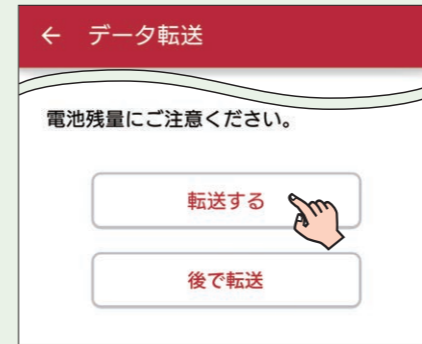 ← データ転送
電池残量にご注意ください。
転送する
後で転送